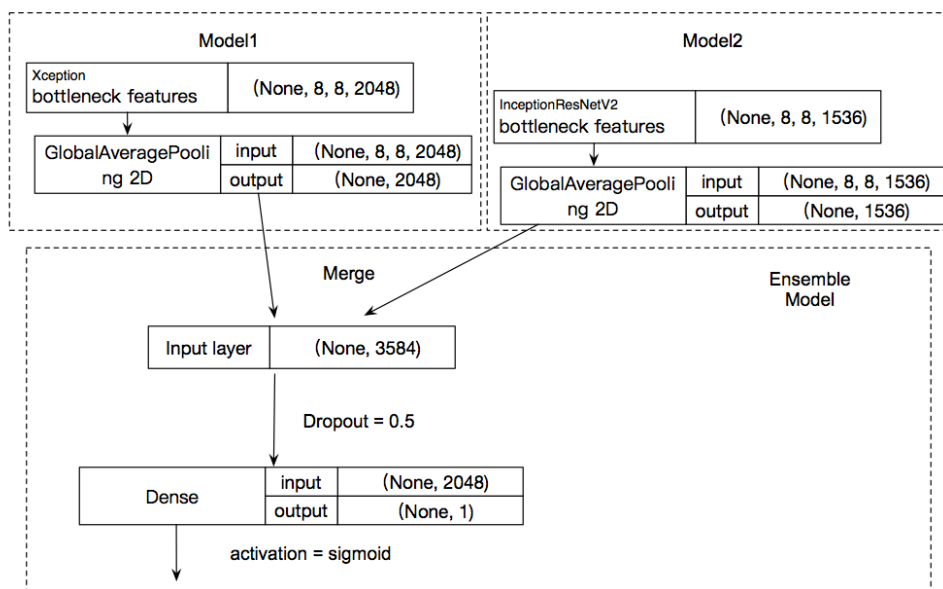 Model1
Xception
bottleneck features
(None, 8, 8, 2048)
GlobalAveragePooli
ng 2D
input
(None, 8, 8, 2048)
output
(None, 2048)
Model2
InceptionResNetV2
bottleneck features
(None, 8, 8, 1536)
GlobalAveragePooli
ng 2D
input
(None, 8, 8, 1536)
output
(None, 1536)
Merge
Ensemble
Model
Input layer
(None, 3584)
Dropout = 0.5
Dense
input
(None, 2048)
output
(None, 1)
activation = sigmoid